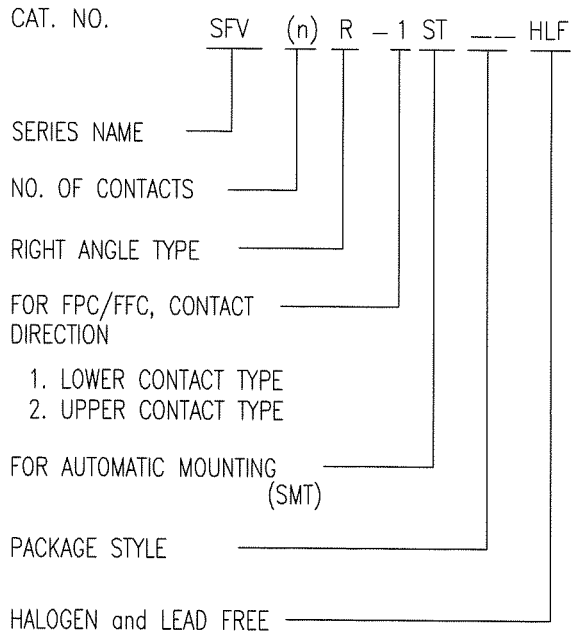 CAT. NO.
SFV (n) R - 1 ST __ HLF
SERIES NAME
NO. OF CONTACTS
RIGHT ANGLE TYPE
FOR FPC/FFC, CONTACT
DIRECTION
1. LOWER CONTACT TYPE
2. UPPER CONTACT TYPE
FOR AUTOMATIC MOUNTING
(SMT)
PACKAGE STYLE
HALOGEN and LEAD FREE